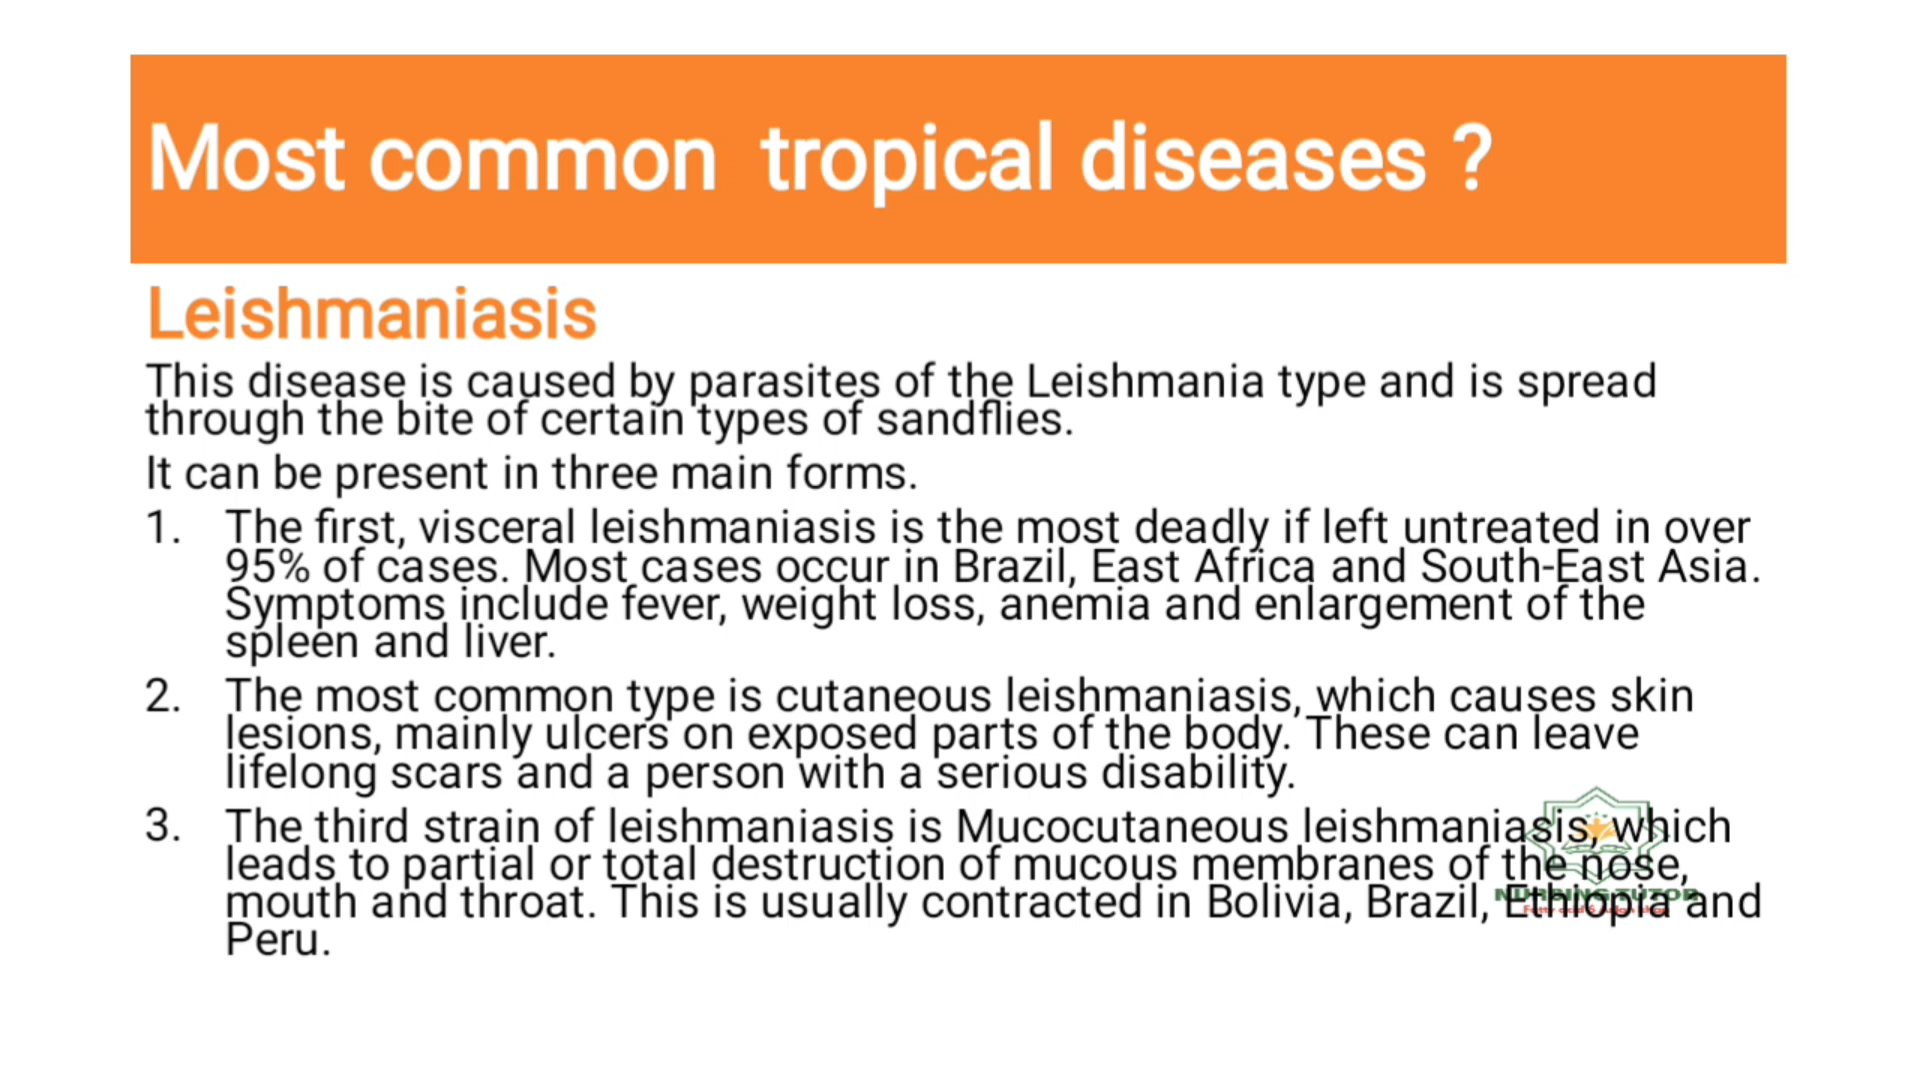 Most common tropical diseases ?
Leishmaniasis
This disease is caused by parasites of the Leishmania type and is spread
through the bite of certain types of sandflies.
It can be present in three main forms.
1. The first, visceral leishmaniasis is the most deadly if left untreated in over
95% of cases. Most cases occur in Brazil, East Africa and South-East Asia.
Symptoms include fever, weight loss, anemia and enlargement of the
spleen and liver.
2. The most common type is cutaneous leishmaniasis, which causes skin
lesions, mainly ulcers on exposed parts of the body. These can leave
lifelong scars and a person with a serious disability.
3. The third strain of leishmaniasis is Mucocutaneous leishmaniasis, which
leads to partial or total destruction of mucous membranes of the nose,
mouth and throat. This is usually contracted in Bolivia, Brazil, Ethiopia and
Peru.
NURSING TUTOR